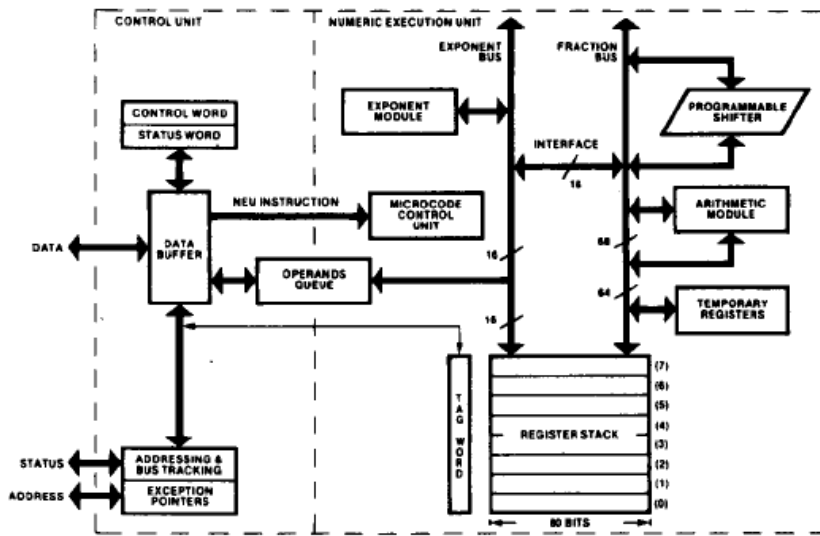 CONTROL UNIT
NUMERIC EXECUTION UNIT
EXPONENT
BUS
FRACTION
BUS
EXPONENT
MODULE
PROGRAMMABLE
SHIFTER
CONTROL WORD
STATUS WORD
INTERFACE
16
NEU INSTRUCTION
MICROCODE
CONTROL
UNIT
ARITHMETIC
MODULE
DATA
DATA
BUFFER
16
68
OPERANDS
QUEUE
64
TEMPORARY
REGISTERS
16
TAG WORD
(7)
(6)
(5)
(4)
REGISTER STACK
(3)
(2)
(1)
(0)
STATUS
ADDRESSING &
BUS TRACKING
ADDRESS
EXCEPTION
POINTERS
80 BITS